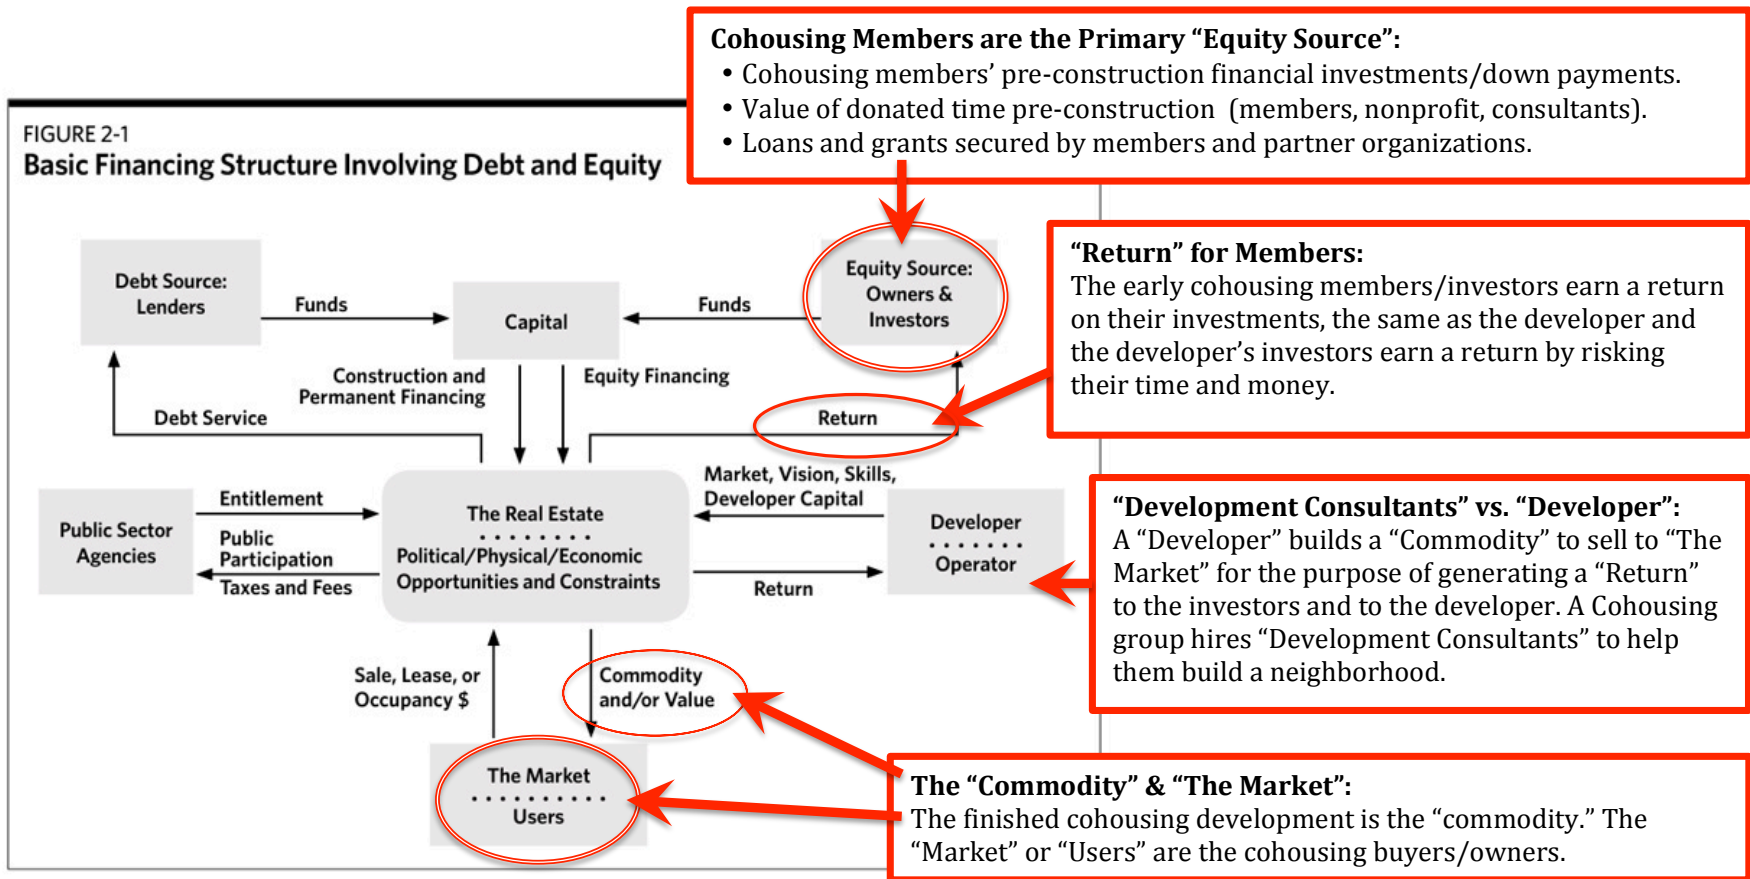 Cohousing Members are the Primary “Equity Source”:
• Cohousing members’ pre-construction financial investments/down payments.
• Value of donated time pre-construction (members, nonprofit, consultants).
• Loans and grants secured by members and partner organizations.
FIGURE 2-1
Basic Financing Structure Involving Debt and Equity
Debt Source:
Lenders
Funds
Capital
Funds
Equity Source:
Owners &
Investors
“Return” for Members:
The early cohousing members/investors earn a return
on their investments, the same as the developer and
the developer’s investors earn a return by risking
their time and money.
Construction and
Permanent Financing
Equity Financing
Debt Service
Return
Market, Vision, Skills,
Developer Capital
Public Sector
Agencies
Entitlement
Public
Participation
Taxes and Fees
The Real Estate
Political/Physical/Economic
Opportunities and Constraints
Return
Developer
Operator
“Development Consultants” vs. “Developer”:
A “Developer” builds a “Commodity” to sell to “The
Market” for the purpose of generating a “Return”
to the investors and to the developer. A Cohousing
group hires “Development Consultants” to help
them build a neighborhood.
Sale, Lease, or
Occupancy $
Commodity
and/or Value
The Market
Users
The “Commodity” & “The Market”:
The finished cohousing development is the “commodity.” The
“Market” or “Users” are the cohousing buyers/owners.